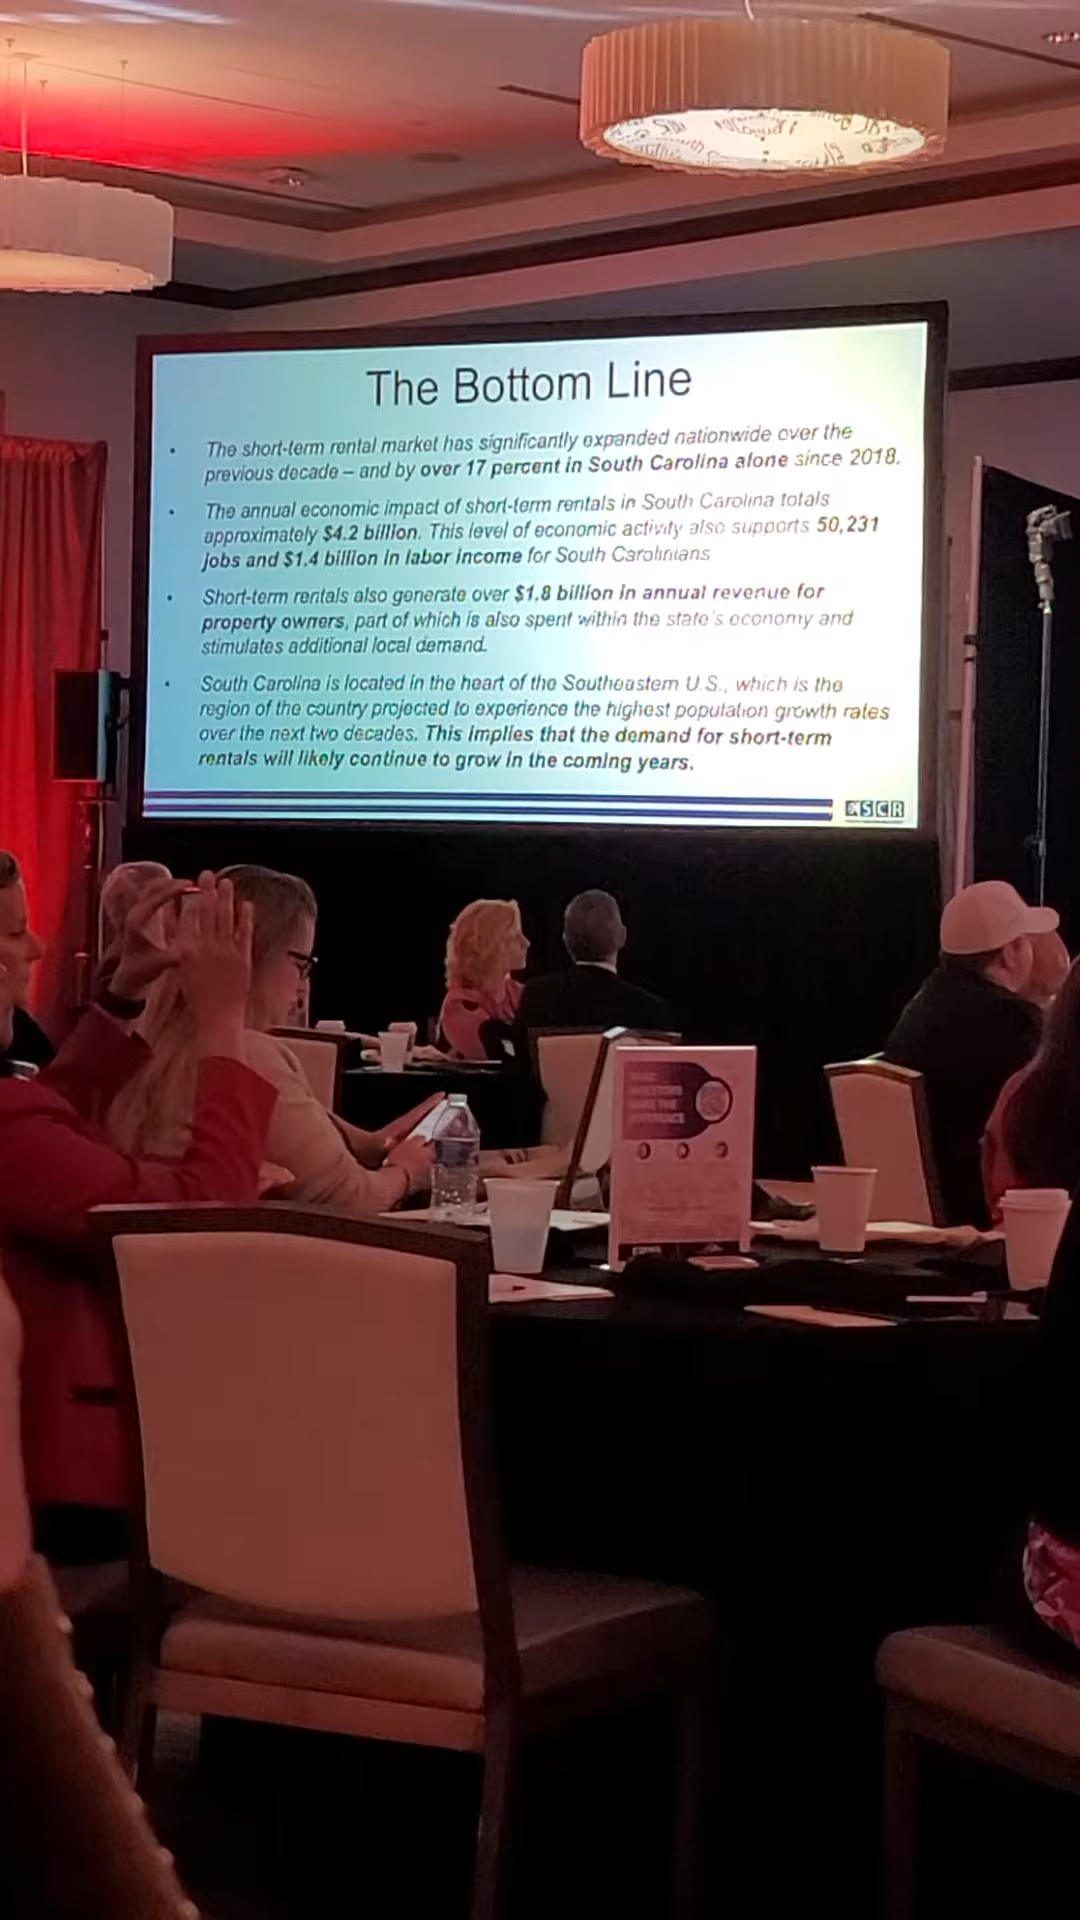 The Bottom Line
• The short-term rental market has significantly expanded nationwide over the
previous decade – and by over 17 percent in South Carolina alone since 2018.
• The annual economic impact of short-term rentals in South Carolina totals
approximately $4.2 billion. This level of economic activity also supports 50,231
jobs and $1.4 billion in labor income for South Carolinians
• Short-term rentals also generate over $1.8 billion in annual revenue for
property owners, part of which is also spent within the state's economy and
stimulates additional local demand.
• South Carolina is located in the heart of the Southeastern U.S., which is the
region of the country projected to experience the highest population growth rates
over the next two decades. This implies that the demand for short-term
rentals will likely continue to grow in the coming years.
SCR